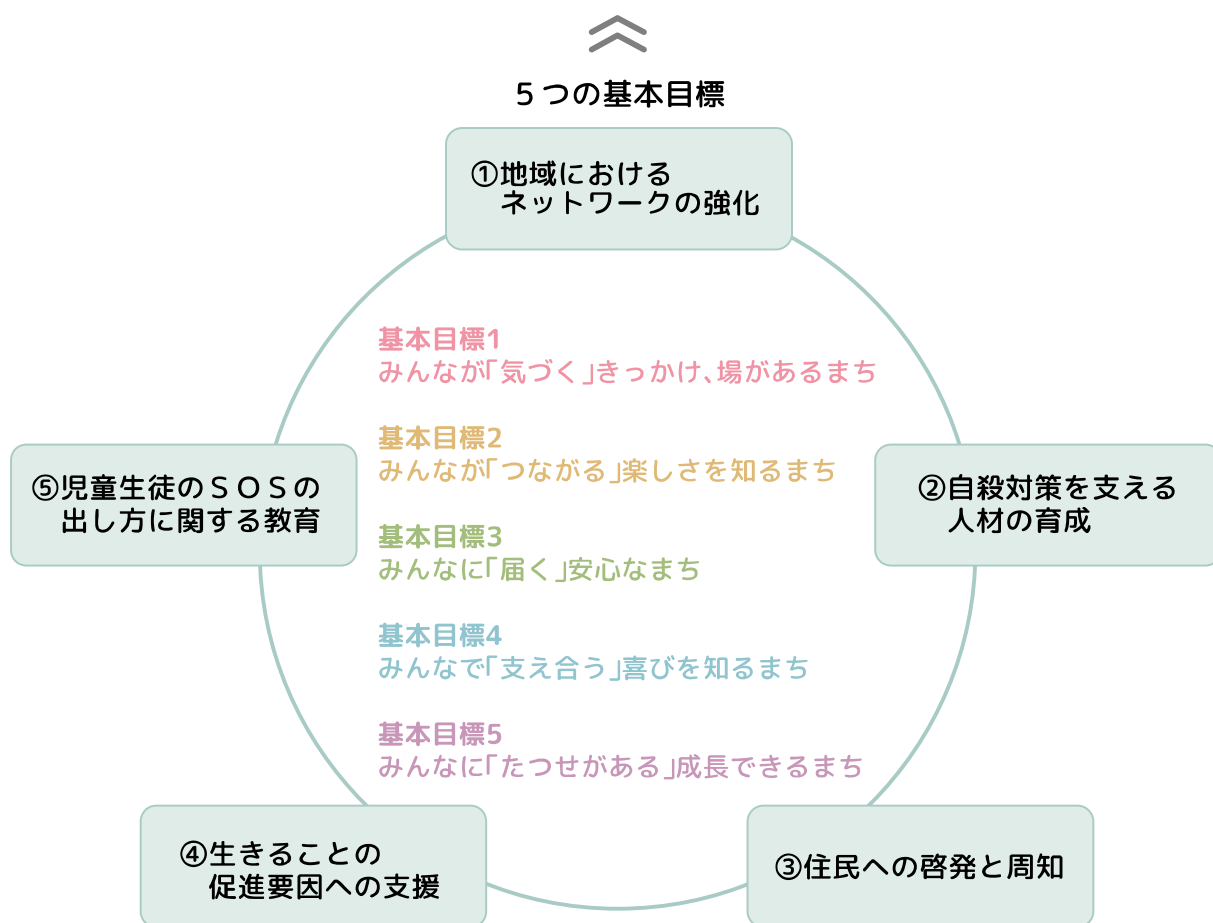 5つの基本目標
①地域における
ネットワークの強化
基本目標1
みんなが「気づく」きっかけ、場があるまち
基本目標2
みんなが「つながる」楽しさを知るまち
基本目標3
みんなに「届く」安心なまち
基本目標4
みんなで「支え合う」喜びを知るまち
基本目標5
みんなに「たつせがある」成長できるまち
②自殺対策を支える
人材の育成
③住民への啓発と周知
④生きることの
促進要因への支援
⑤児童生徒のSOSの
出し方に関する教育